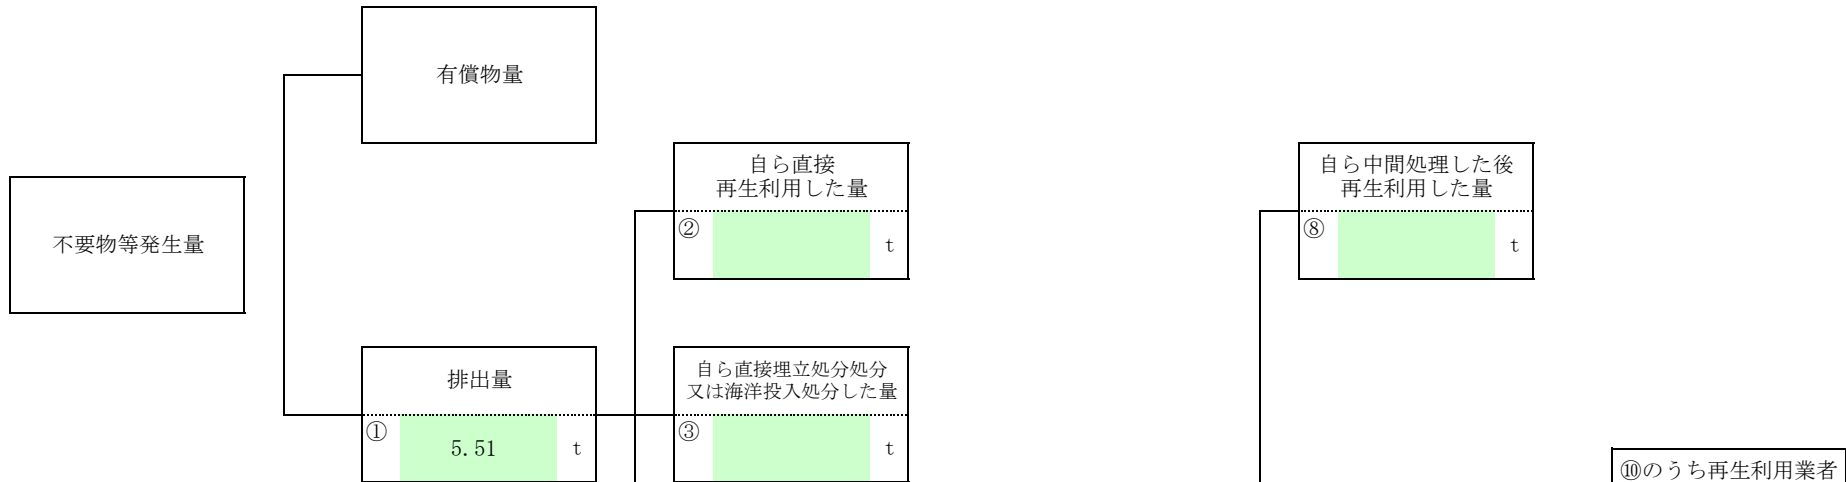 有償物量
自ら直接
再生利用した量
②
t
自ら中間処理した後
再生利用した量
⑧
t
不要物等発生量
排出量
①
5.51
t
自ら直接埋立処分処分
又は海洋投入処分した量
③
t
⑩のうち再生利用業者